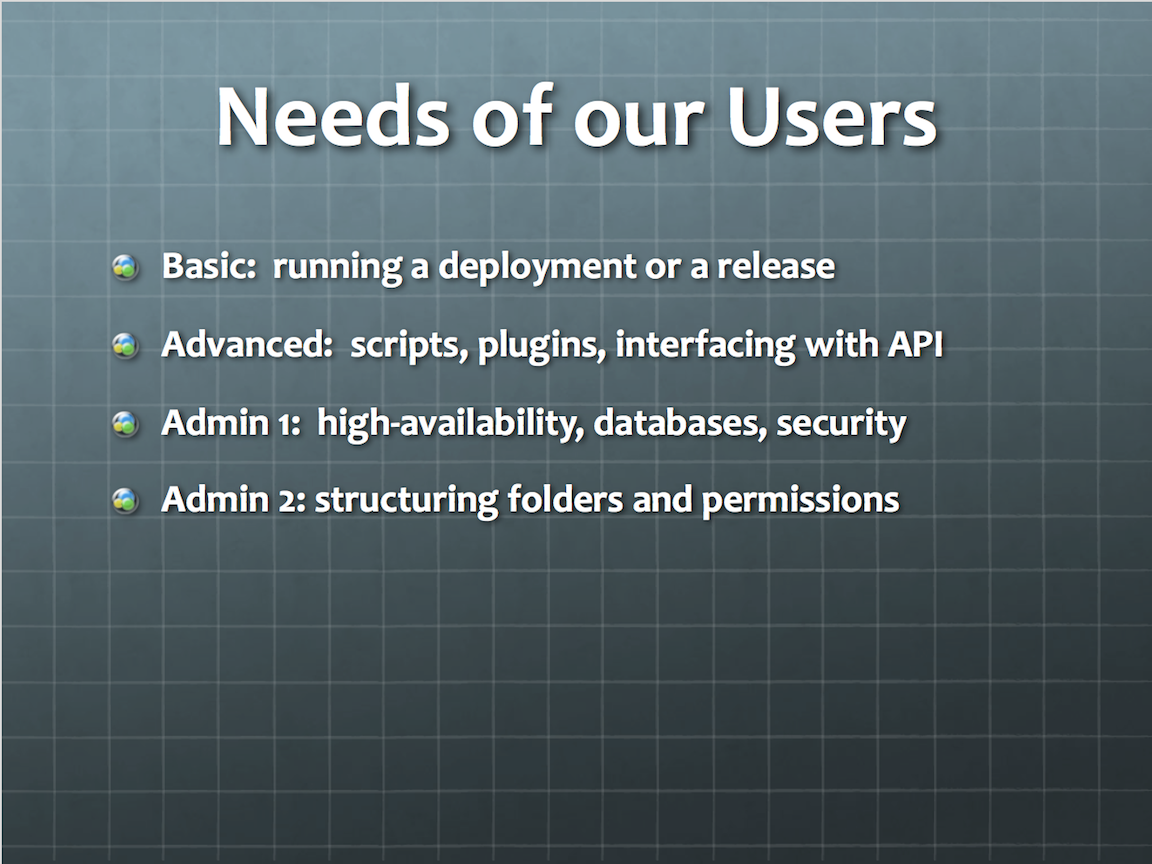 Needs of our Users
Basic:  running a deployment or a release
Advanced:  scripts, plugins, interfacing with API
Admin 1:  high-availability, databases, security
Admin 2: structuring folders and permissions